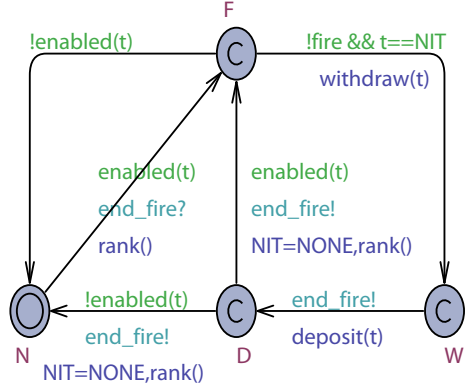 F
!enabled(t)
!fire && t==NIT
withdraw(t)
C
enabled(t)
end_fire?
rank()
enabled(t)
end_fire!
NIT=NONE,rank()
!enabled(t)
end_fire!
NIT=NONE,rank()
end_fire!
deposit(t)
C
C
N
D
W